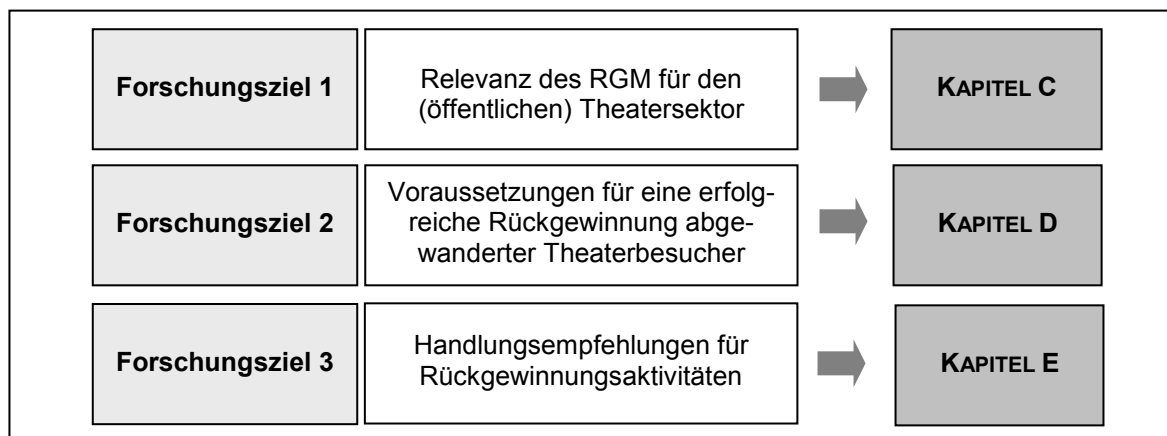 Forschungsziel 1
Relevanz des RGM für den
(öffentlichen) Theatersektor
KAPITEL C
Forschungsziel 2
Voraussetzungen für eine erfolg-
reiche Rückgewinnung abge-
wanderter Theaterbesucher
KAPITEL D
Forschungsziel 3
Handlungsempfehlungen für
Rückgewinnungsaktivitäten
KAPITEL E